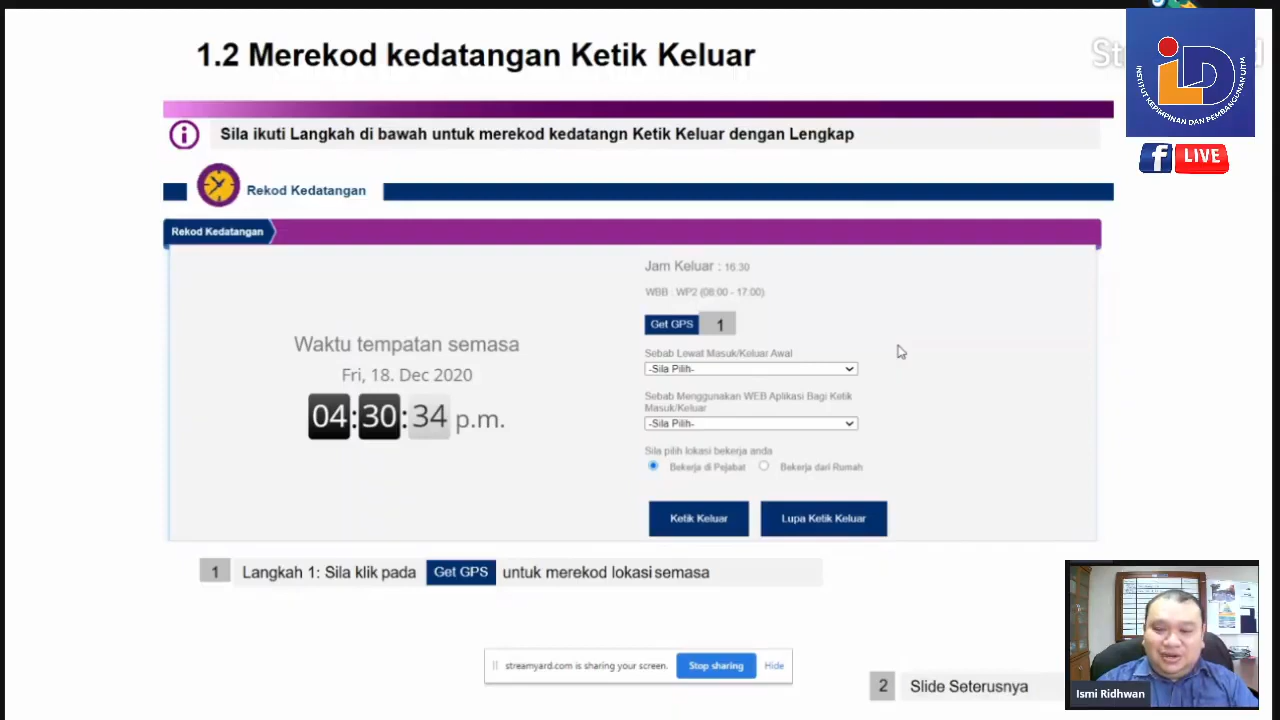 1.2 Merekod kedatangan Ketik Keluar
INSTITUT KEPIMPINAN DAN PEMBANGUNAN UITM
f LIVE
i Sila ikuti Langkah di bawah untuk merekod kedatangn Ketik Keluar dengan Lengkap
Rekod Kedatangan
Rekod Kedatangan
Waktu tempatan semasa
Fri, 18. Dec 2020
04:30:34 p.m.
Jam Keluar : 16:30
WBB : WP2 (08:00 - 17:00)
Get GPS 1
Sebab Lewat Masuk/Keluar Awal
-Sila Pilih-
Sebab Menggunakan WEB Aplikasi Bagi Ketik
Masuk/Keluar
-Sila Pilih-
Sila pilih lokasi bekerja anda
Bekerja di Pejabat Bekerja dari Rumah
Ketik Keluar Lupa Ketik Keluar
1 Langkah 1: Sila klik pada Get GPS untuk merekod lokasi semasa
streamyard.com is sharing your screen. Stop sharing Hide
2 Slide Seterusnya
Ismi Ridhwan